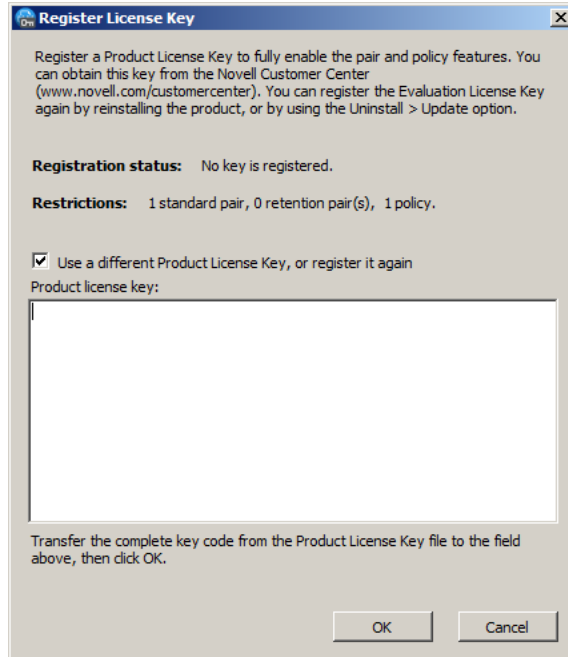 Register License Key
Register a Product License Key to fully enable the pair and policy features. You
can obtain this key from the Novell Customer Center
(www.novell.com/customercenter). You can register the Evaluation License Key
again by reinstalling the product, or by using the Uninstall > Update option.
Registration status: No key is registered.
Restrictions: 1 standard pair, 0 retention pair(s), 1 policy.
Use a different Product License Key, or register it again
Product license key:
Transfer the complete key code from the Product License Key file to the field
above, then click OK.
OK Cancel